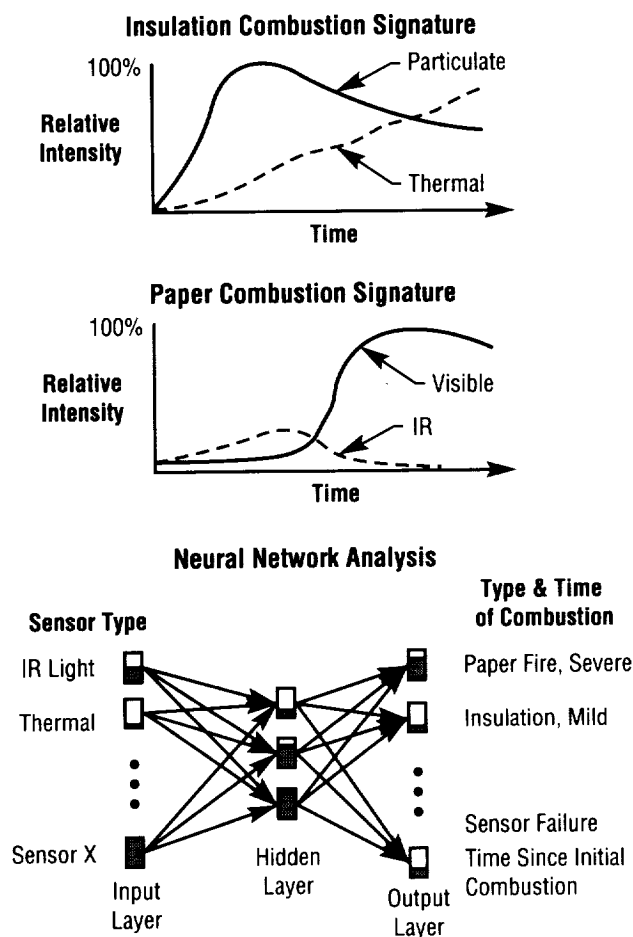 Insulation Combustion Signature
100%
Particulate
Relative
Intensity
Thermal
Time
Paper Combustion Signature
100%
Relative
Intensity
Visible
IR
Time
Neural Network Analysis
Type & Time
of Combustion
Sensor Type
IR Light
Paper Fire, Severe
Thermal
Insulation, Mild
Sensor Failure
Sensor X
Hidden
Layer
Time Since Initial
Combustion
Input
Layer
Output
Layer